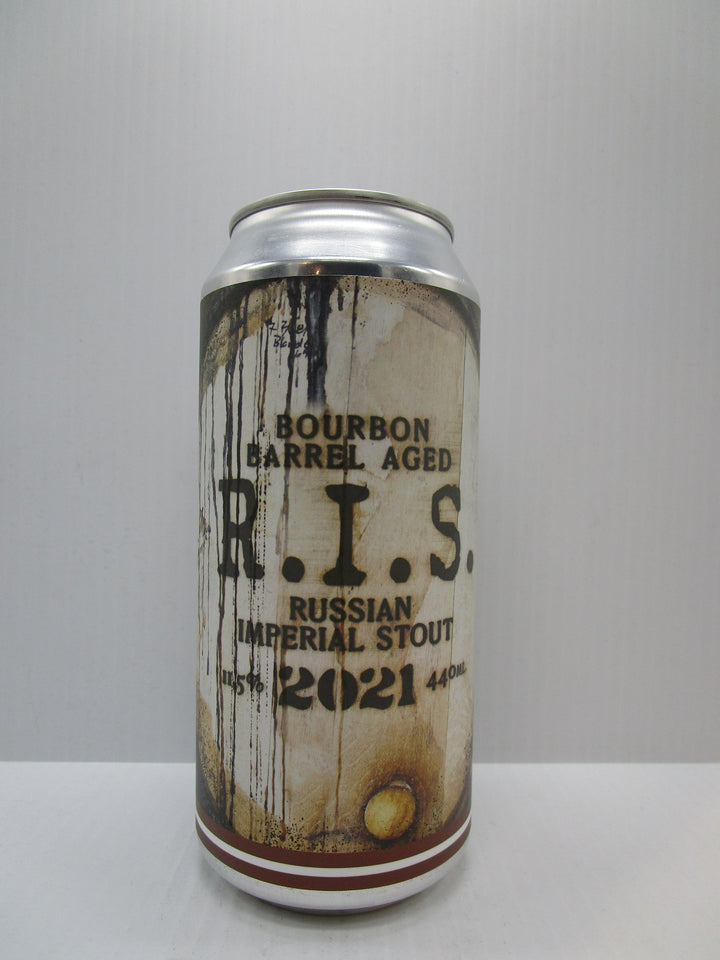 BOURBON
BARREL AGED
R.I.S.
RUSSIAN
IMPERIAL STOUT
11.5% 2021 440ML